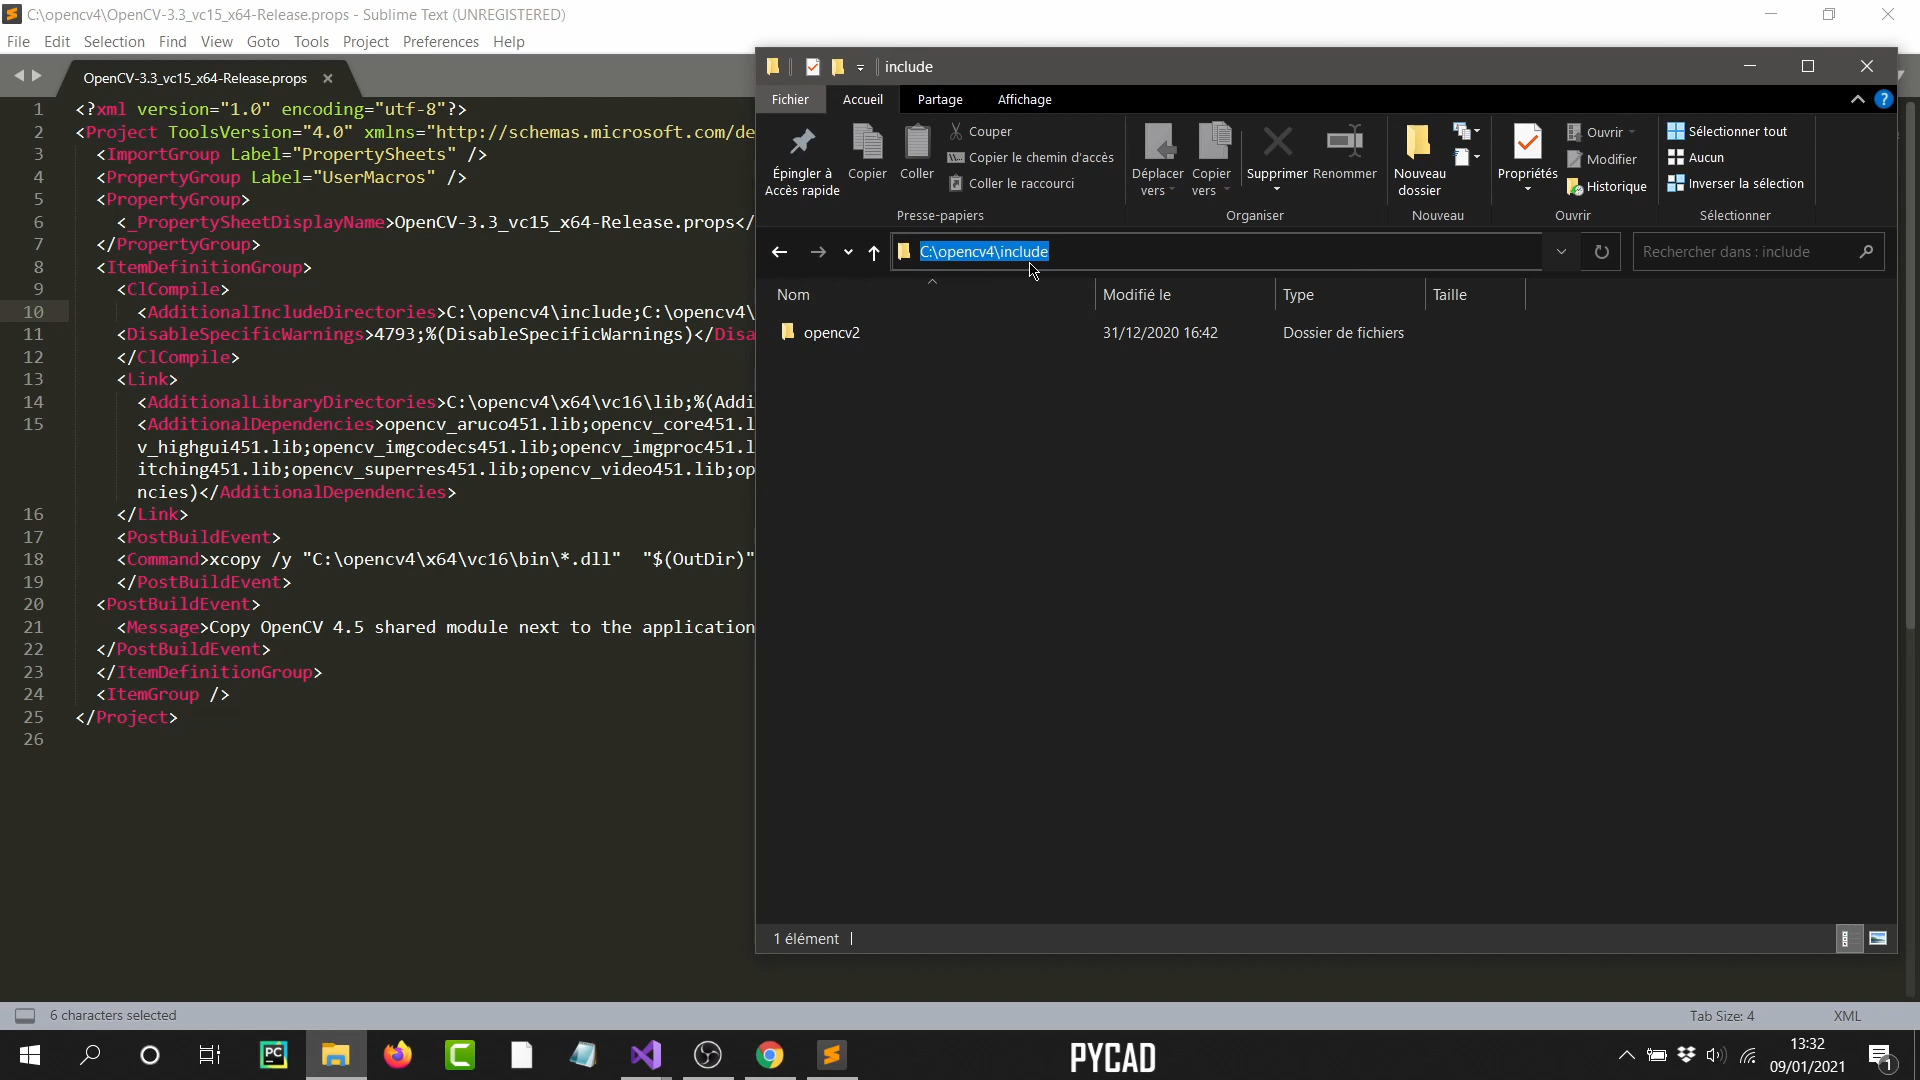 C:\opencv4\OpenCV-3.3_vc15_x64-Release.props - Sublime Text (UNREGISTERED)
File Edit Selection Find View Goto Tools Project Preferences Help
OpenCV-3.3_vc15_x64-Release.props
1 <?xml version="1.0" encoding="utf-8"?>
2 <Project ToolsVersion="4.0" xmlns="http://schemas.microsoft.com/de
3 <ImportGroup Label="PropertySheets" />
4 <PropertyGroup Label="UserMacros" />
5 <PropertyGroup>
6 <_PropertySheetDisplayName>OpenCV-3.3_vc15_x64-Release.props</
7 </PropertyGroup>
8 <ItemDefinitionGroup>
9 <ClCompile>
10 <AdditionalIncludeDirectories>C:\opencv4\include;C:\opencv4\
11 <DisableSpecificWarnings>4793;%(DisableSpecificWarnings)</Disa
12 </ClCompile>
13 <Link>
14 <AdditionalLibraryDirectories>C:\opencv4\x64\vc16\lib;%(Addi
15 <AdditionalDependencies>opencv_aruco451.lib;opencv_core451.l
v_highgui451.lib;opencv_imgcodecs451.lib;opencv_imgproc451.l
itching451.lib;opencv_superres451.lib;opencv_video451.lib;op
ncies)</AdditionalDependencies>
16 </Link>
17 <PostBuildEvent>
18 <Command>xcopy /y "C:\opencv4\x64\vc16\bin\*.dll"  "$(OutDir)"
19 </PostBuildEvent>
20 <PostBuildEvent>
21 <Message>Copy OpenCV 4.5 shared module next to the application
22 </PostBuildEvent>
23 </ItemDefinitionGroup>
24 <ItemGroup />
25 </Project>
26
6 characters selected
Tab Size: 4 XML
include
Fichier Accueil Partage Affichage
Épingler à Accès rapide
Copier
Coller
Couper
Copier le chemin d'accès
Coller le raccourci
Presse-papiers
Déplacer vers
Copier vers
Supprimer
Renommer
Organiser
Nouveau dossier
Nouveau
Propriétés
Ouvrir
Modifier
Historique
Ouvrir
Sélectionner tout
Aucun
Inverser la sélection
Sélectionner
C:\opencv4\include
Rechercher dans : include
Nom Modifié le Type Taille
opencv2 31/12/2020 16:42 Dossier de fichiers
1 élément
PC
PYCAD
13:32
09/01/2021
1